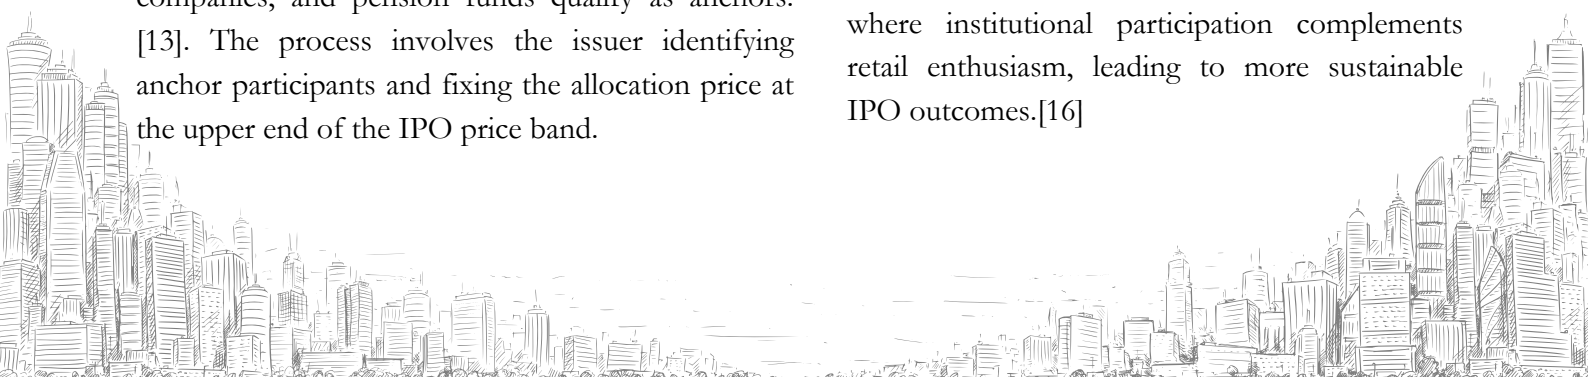 companies, and pension funds qualify as anchors.
[13]. The process involves the issuer identifying
anchor participants and fixing the allocation price at
the upper end of the IPO price band.
where institutional participation complements
retail enthusiasm, leading to more sustainable
IPO outcomes.[16]